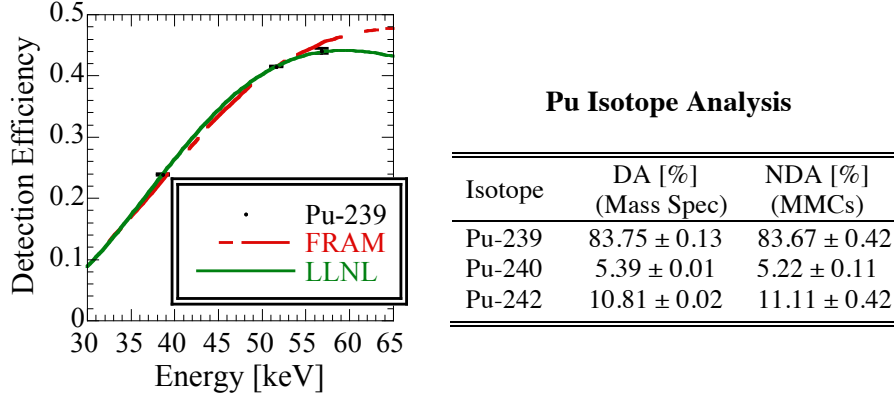 0.5
0.4
0.3
0.2
0.1
0
Detection Efficiency
Pu-239
FRAM
LLNL
30 35 40 45 50 55 60 65
Energy [keV]
Pu Isotope Analysis
Isotope DA [%] NDA [%]
(Mass Spec) (MMCs)
Pu-239 83.75 ± 0.13 83.67 ± 0.42
Pu-240 5.39 ± 0.01 5.22 ± 0.11
Pu-242 10.81 ± 0.02 11.11 ± 0.42